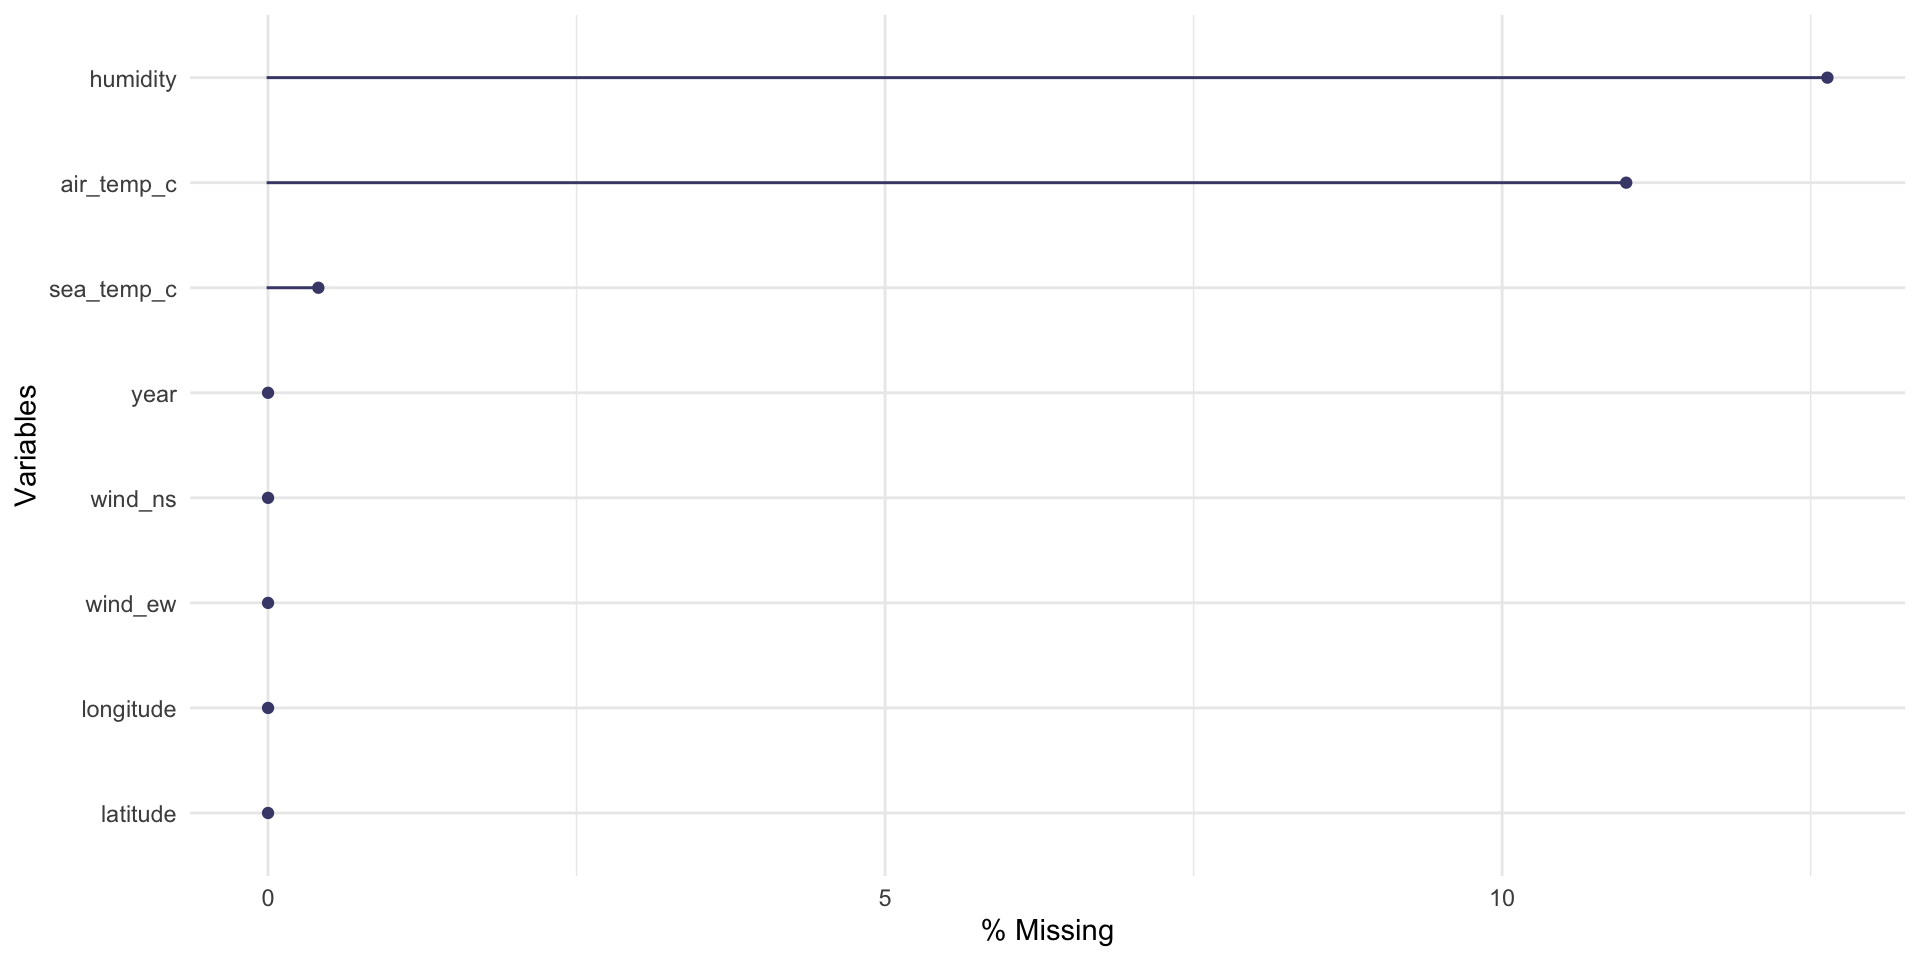 humidity
air_temp_c
sea_temp_c
year
wind_ns
wind_ew
longitude
latitude
Variables
0 5 10
% Missing